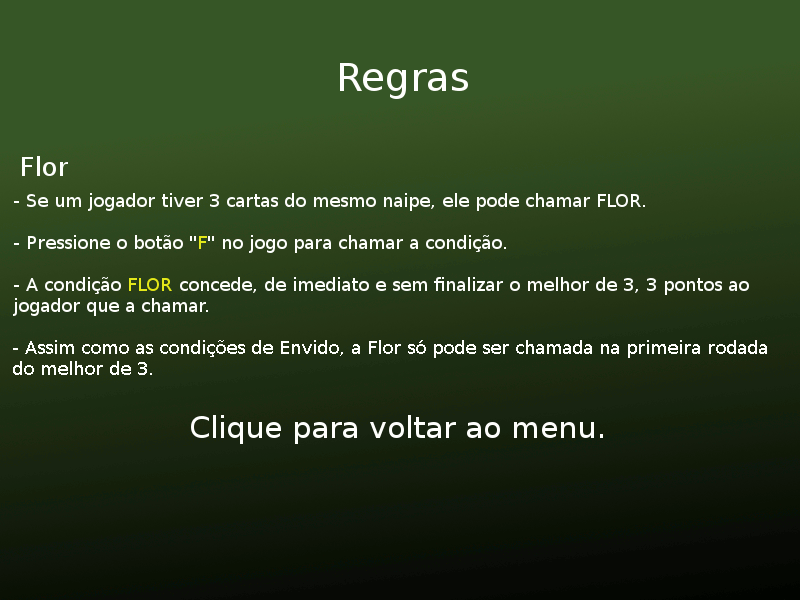 Regras
Flor
- Se um jogador tiver 3 cartas do mesmo naipe, ele pode chamar FLOR.
- Pressione o botão "F" no jogo para chamar a condição.
- A condição FLOR concede, de imediato e sem finalizar o melhor de 3, 3 pontos ao
jogador que a chamar.
- Assim como as condições de Envido, a Flor só pode ser chamada na primeira rodada
do melhor de 3.
Clique para voltar ao menu.